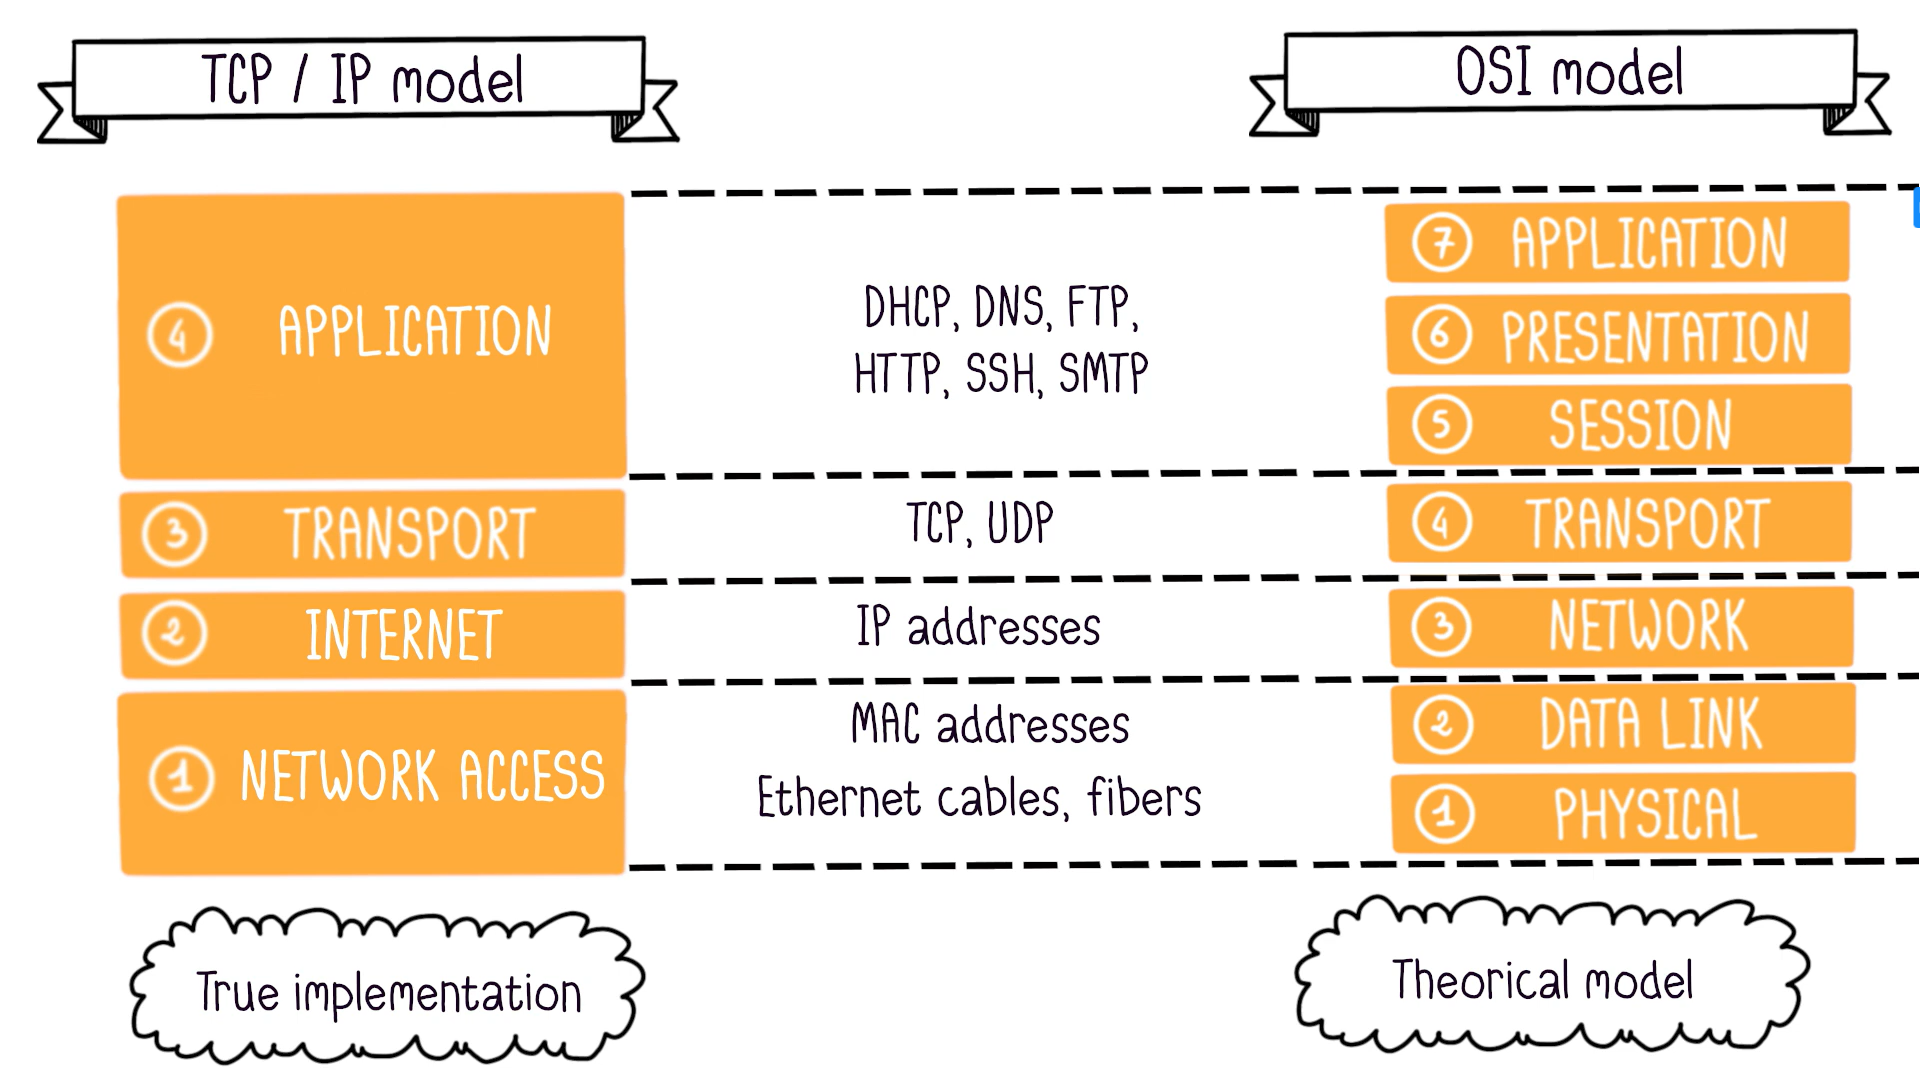 TCP / IP model
OSI model
4 APPLICATION
DHCP, DNS, FTP,
HTTP, SSH, SMTP
7 APPLICATION
6 PRESENTATION
5 SESSION
3 TRANSPORT
TCP, UDP
4 TRANSPORT
2 INTERNET
IP addresses
3 NETWORK
1 NETWORK ACCESS
MAC addresses
Ethernet cables, fibers
2 DATA LINK
1 PHYSICAL
True implementation
Theorical model